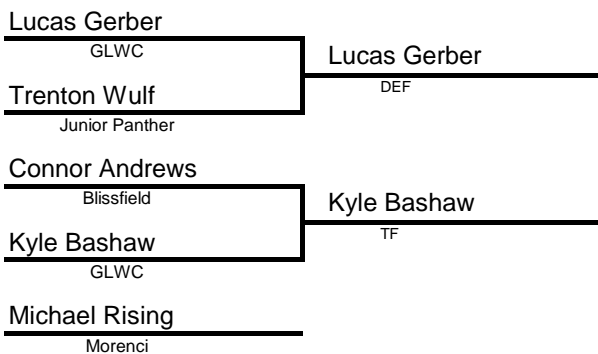 Lucas Gerber
GLWC
Lucas Gerber
DEF
Trenton Wulf
Junior Panther
Connor Andrews
Blissfield
Kyle Bashaw
TF
Kyle Bashaw
GLWC
Michael Rising
Morenci